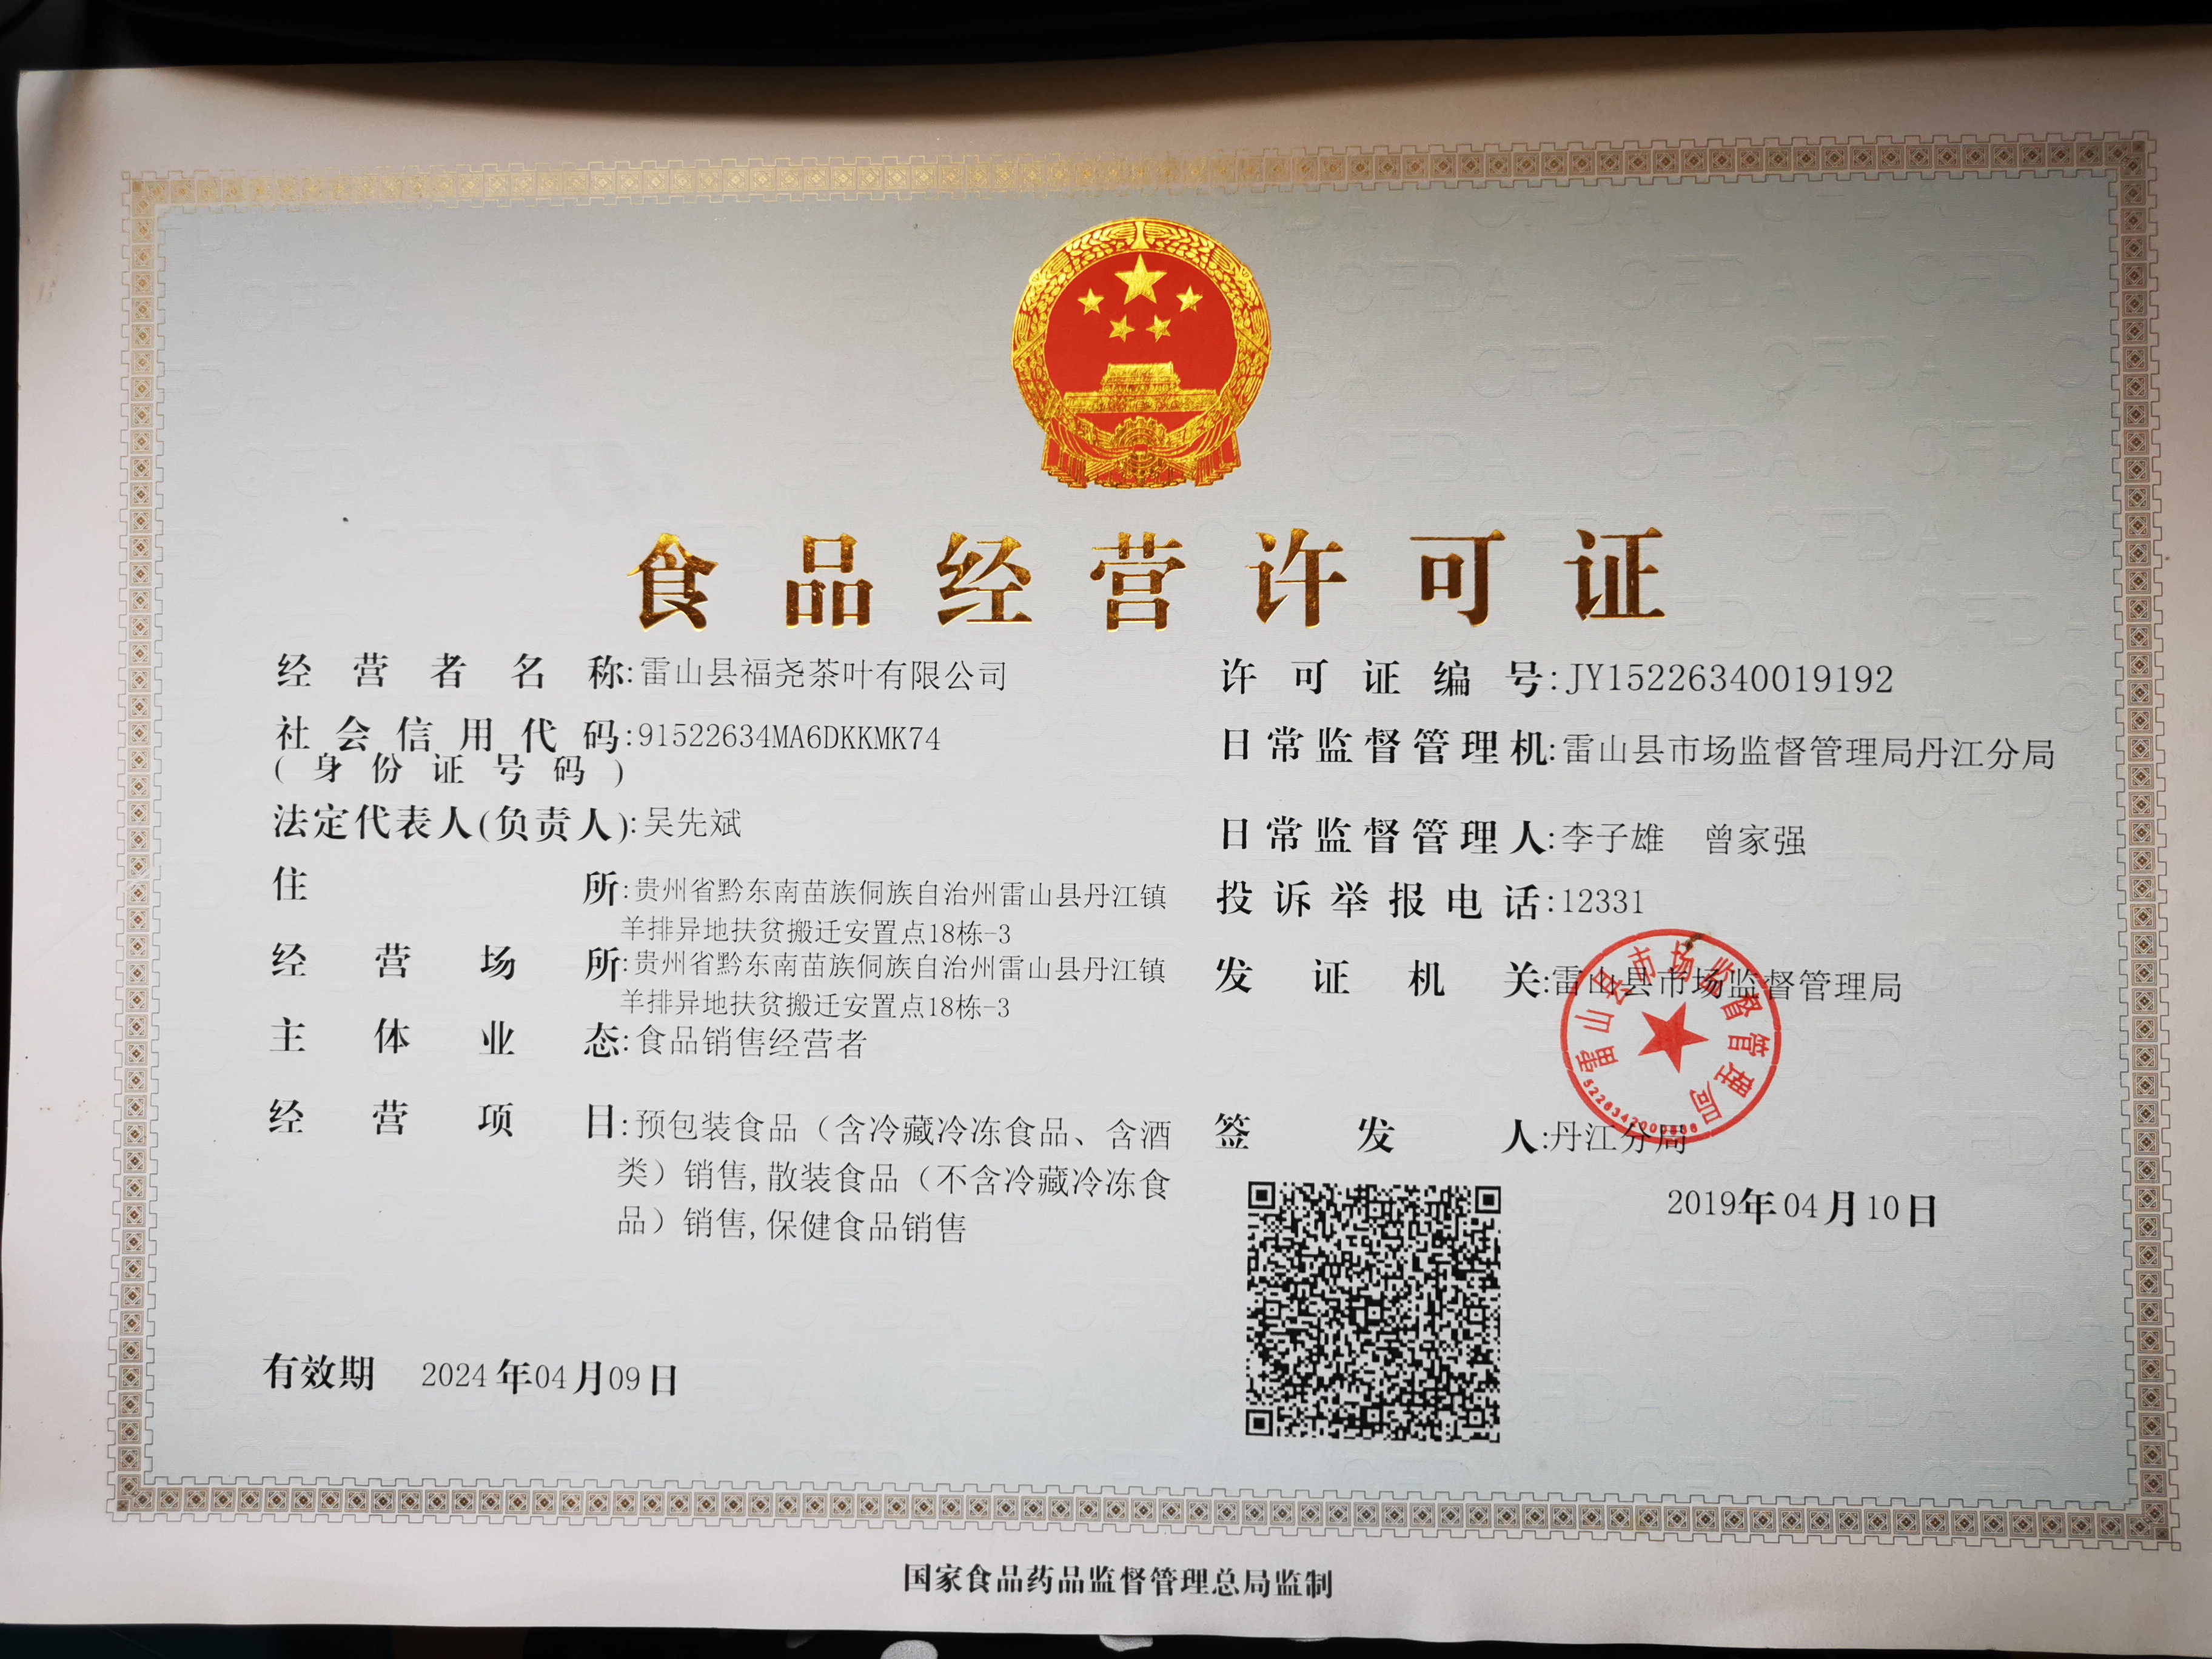 食品经营许可证
经营者名称:雷山县福尧茶叶有限公司
社会信用代码:91522634MA6DKKMK74
(身份证号码)
法定代表人(负责人):吴先斌
住所:贵州省黔东南苗族侗族自治州雷山县丹江镇
羊排异地扶贫搬迁安置点18栋-3
经营场所:贵州省黔东南苗族侗族自治州雷山县丹江镇
羊排异地扶贫搬迁安置点18栋-3
主体业态:食品销售经营者
经营项目:预包装食品（含冷藏冷冻食品、含酒
类）销售,散装食品（不含冷藏冷冻食
品）销售,保健食品销售
有效期 2024年04月09日
许可证编号:JY15226340019192
日常监督管理机:雷山县市场监督管理局丹江分局
日常监督管理人:李子雄 曾家强
投诉举报电话:12331
发证机关:雷山县市场监督管理局
雷山县市场监督管理局
签发人:丹江分局
2019年04月10日
国家食品药品监督管理总局监制